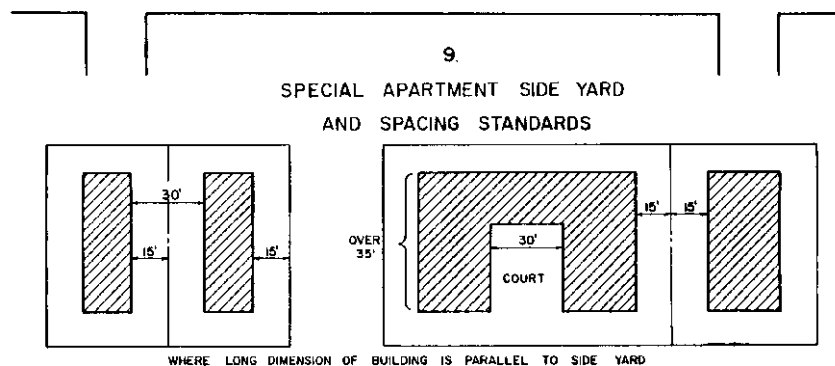 9.
SPECIAL APARTMENT SIDE YARD
AND SPACING STANDARDS
30'
15'
15'
OVER
35'
30'
COURT
15'
15'
WHERE LONG DIMENSION OF BUILDING IS PARALLEL TO SIDE YARD